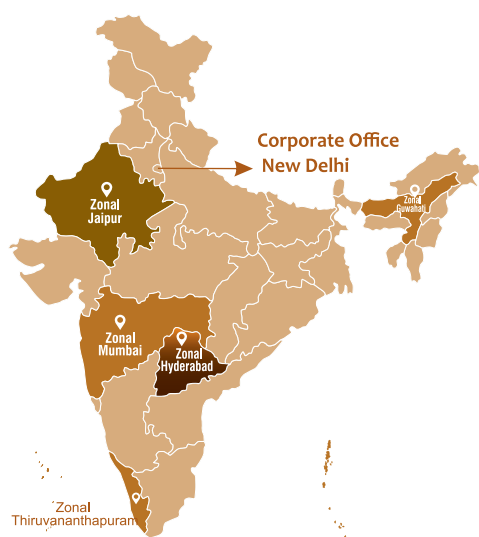 Corporate Office
New Delhi
Zonal
Jaipur
Zonal
Guwahati
Zonal
Mumbai
Zonal
Hyderabad
Zonal
Thiruvananthapuram